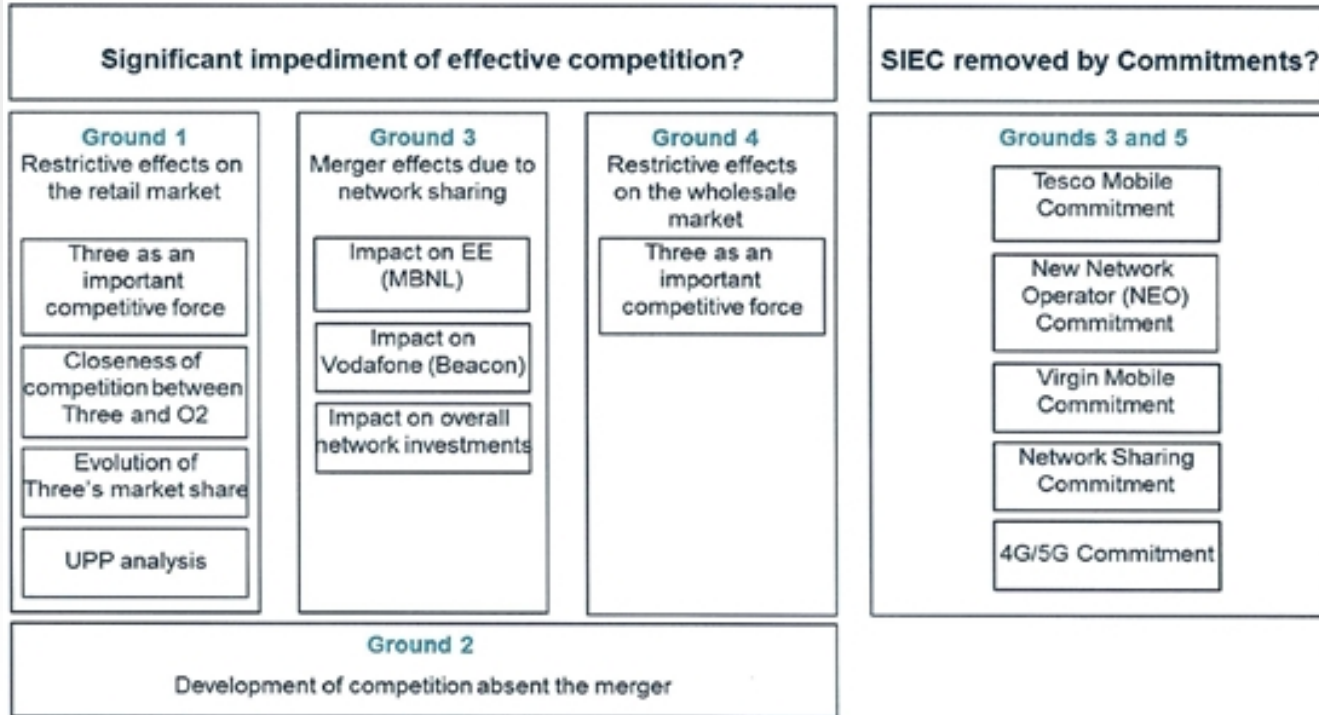 Significant impediment of effective competition?
SIEC removed by Commitments?
Ground 1
Restrictive effects on
the retail market
Three as an
important
competitive force
Closeness of
competition between
Three and O2
Evolution of
Three's market share
UPP analysis
Ground 3
Merger effects due to
network sharing
Impact on EE
(MBNL)
Impact on
Vodafone (Beacon)
Impact on overall
network investments
Ground 4
Restrictive effects
on the wholesale
market
Three as an
important
competitive force
Ground 2
Development of competition absent the merger
Grounds 3 and 5
Tesco Mobile
Commitment
New Network
Operator (NEO)
Commitment
Virgin Mobile
Commitment
Network Sharing
Commitment
4G/5G Commitment